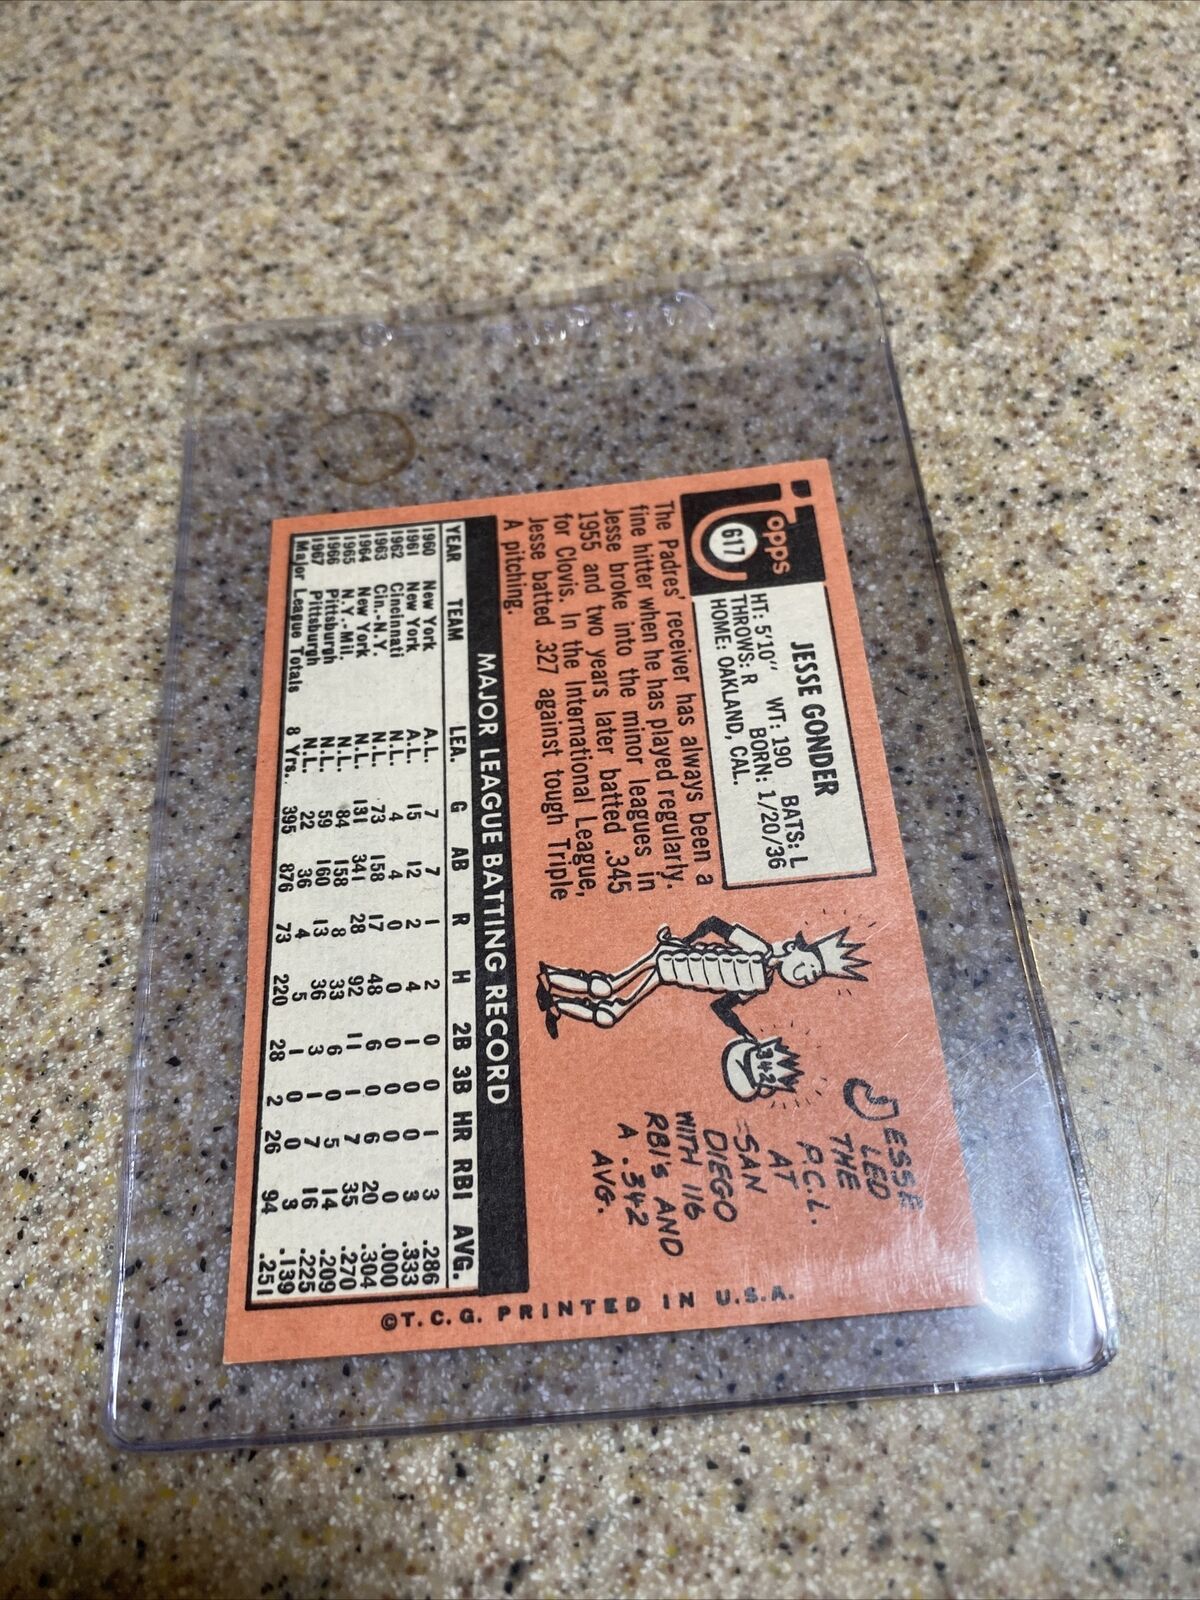 Topps
617
JESSE GONDER
HT: 5'10" WT: 190 BATS: L
THROWS: R BORN: 1/20/36
HOME: OAKLAND, CAL.
The Padres' receiver has always been a
fine hitter when he has played regularly.
Jesse broke into the minor leagues in
1955 and two years later batted .345
for Clovis. In the International League,
Jesse batted .327 against tough Triple
A pitching.
342
JESSE
LED
THE
P.C.L.
AT
SAN
DIEGO
WITH 116
RBI's AND
A .342
AVG.
MAJOR LEAGUE BATTING RECORD
YEAR TEAM LEA. G AB R H 2B 3B HR RBI AVG.
1960 New York A.L. 7 7 1 2 0 0 1 3 .286
1961 New York A.L. 15 12 2 4 1 0 0 3 .333
1962 Cincinnati N.L. 4 4 0 0 0 0 0 0 .000
1963 Cin.-N.Y. N.L. 73 158 17 48 6 0 6 20 .304
1964 New York N.L. 131 341 28 92 11 1 7 35 .270
1965 N.Y.-Mil. N.L. 84 158 8 33 6 0 5 14 .209
1966 Pittsburgh N.L. 59 160 13 36 3 1 7 16 .225
1967 Pittsburgh N.L. 22 36 4 5 1 0 0 3 .139
Major League Totals 8 Yrs.. 395 876 73 220 28 2 26 94 .251
©T.C.G. PRINTED IN U.S.A.